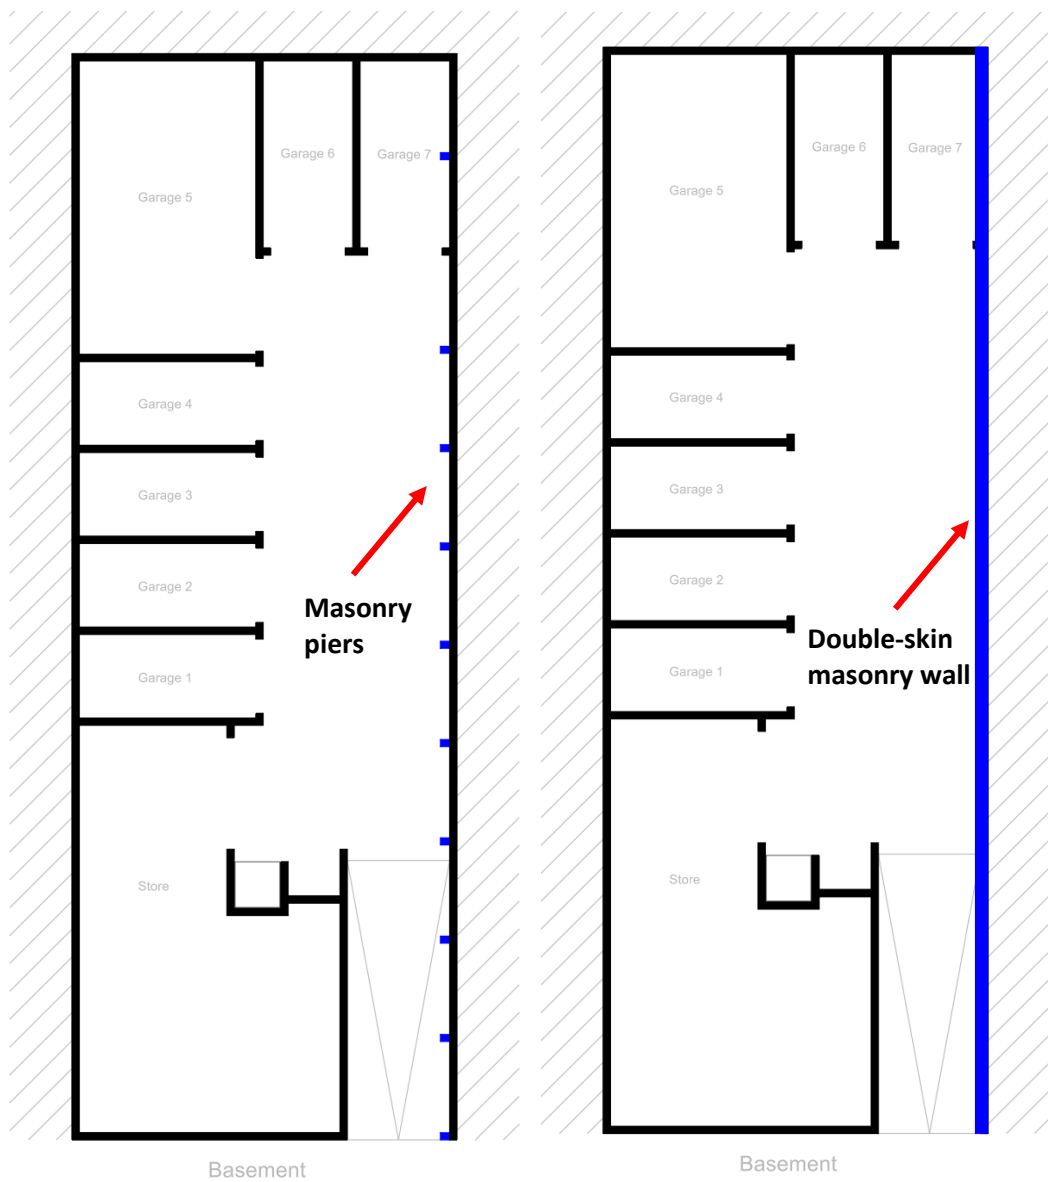 Garage 5
Garage 6
Garage 7
Garage 4
Garage 3
Garage 2
Garage 1
Masonry
piers
Store
Basement
Garage 5
Garage 6
Garage 7
Garage 4
Garage 3
Garage 2
Garage 1
Double-skin
masonry wall
Store
Basement